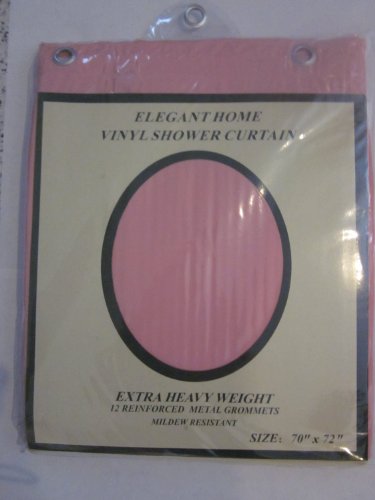 ELEGANT HOME
VINYL SHOWER CURTAIN
EXTRA HEAVY WEIGHT
12 REINFORCED METAL GROMMETS
MILDEW RESISTANT
SIZE: 70" x 72"